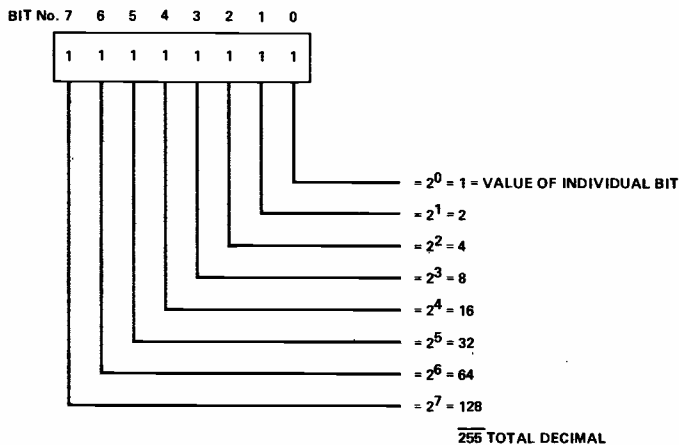 BIT No. 7 6 5 4 3 2 1 0
1 1 1 1 1 1 1 1
= 2⁰ = 1 = VALUE OF INDIVIDUAL BIT
= 2¹ = 2
= 2² = 4
= 2³ = 8
= 2⁴ = 16
= 2⁵ = 32
= 2⁶ = 64
= 2⁷ = 128
255 TOTAL DECIMAL